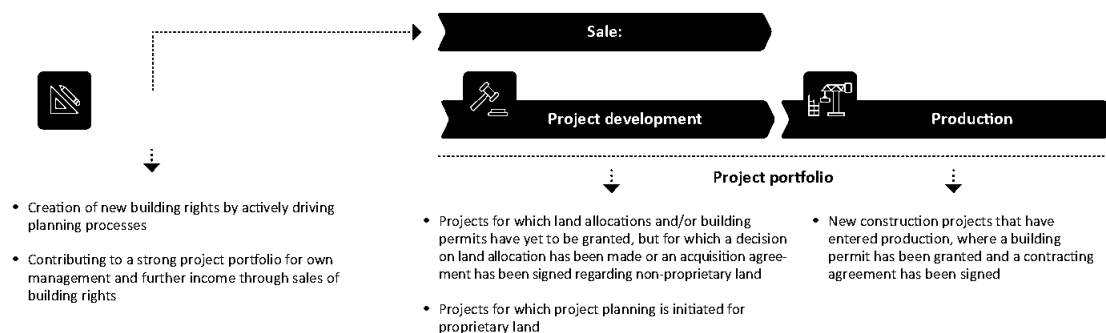 Sale:
Project development
Production
Project portfolio
• Creation of new building rights by actively driving
planning processes
• Contributing to a strong project portfolio for own
management and further income through sales of
building rights
• Projects for which land allocations and/or building
permits have yet to be granted, but for which a decision
on land allocation has been made or an acquisition agree-
ment has been signed regarding non-proprietary land
• Projects for which project planning is initiated for
proprietary land
• New construction projects that have
entered production, where a building
permit has been granted and a contracting
agreement has been signed